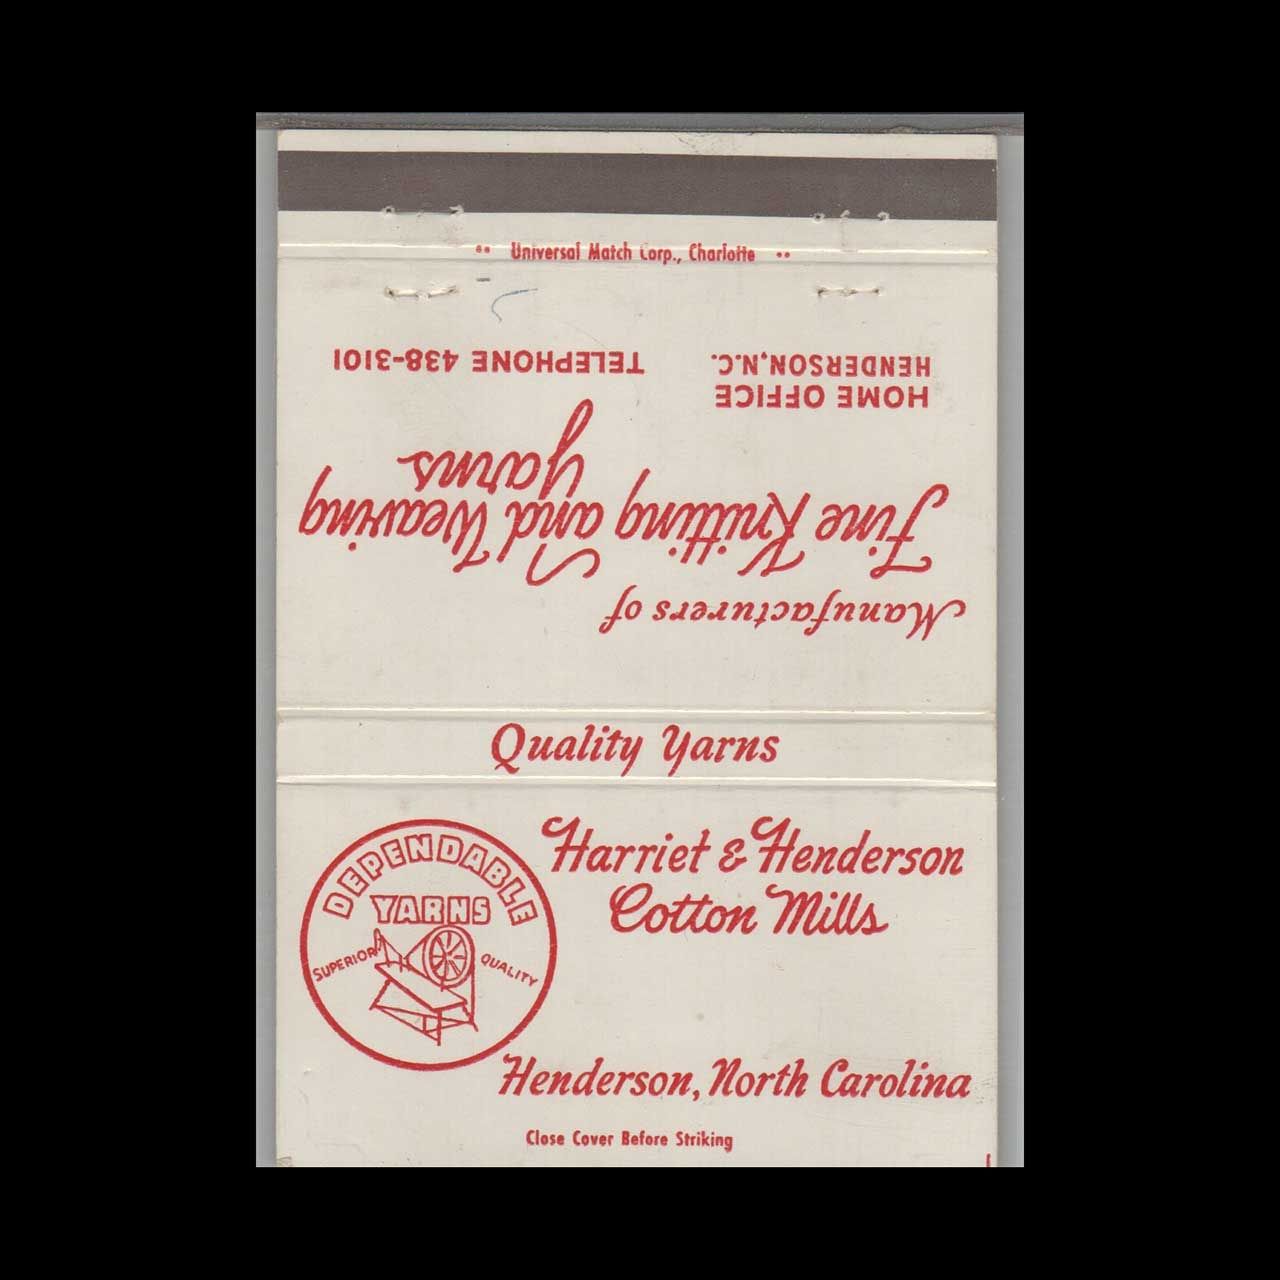 Universal Match Corp., Charlotte
Manufacturers of
Fine Knitting and Weaving
Yarns
HOME OFFICE
HENDERSON, N.C.
TELEPHONE 438-3101
Quality Yarns
DEPENDABLE
YARNS
SUPERIOR QUALITY
Harriet & Henderson
Cotton Mills
Henderson, North Carolina
Close Cover Before Striking